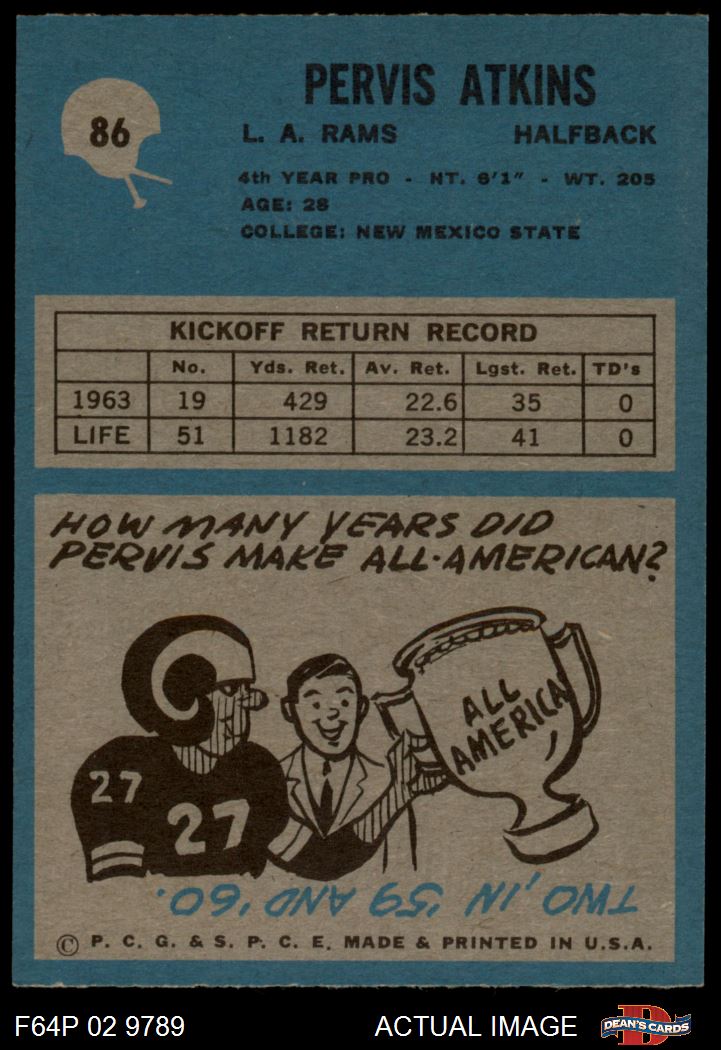 86
PERVIS ATKINS
L. A. RAMS HALFBACK
4th YEAR PRO - HT. 6'1" - WT. 205
AGE: 28
COLLEGE: NEW MEXICO STATE
KICKOFF RETURN RECORD
No. Yds. Ret. Av. Ret. Lgst. Ret. TD's
1963 19 429 22.6 35 0
LIFE 51 1182 23.2 41 0
HOW MANY YEARS DID
PERVIS MAKE ALL-AMERICAN?
ALL
AMERICA
27
27
TWO, IN '59 AND '60.
© P. C. G. & S. P. C. E. MADE & PRINTED IN U.S.A.
F64P 02 9789 ACTUAL IMAGE D DEAN'S CARDS